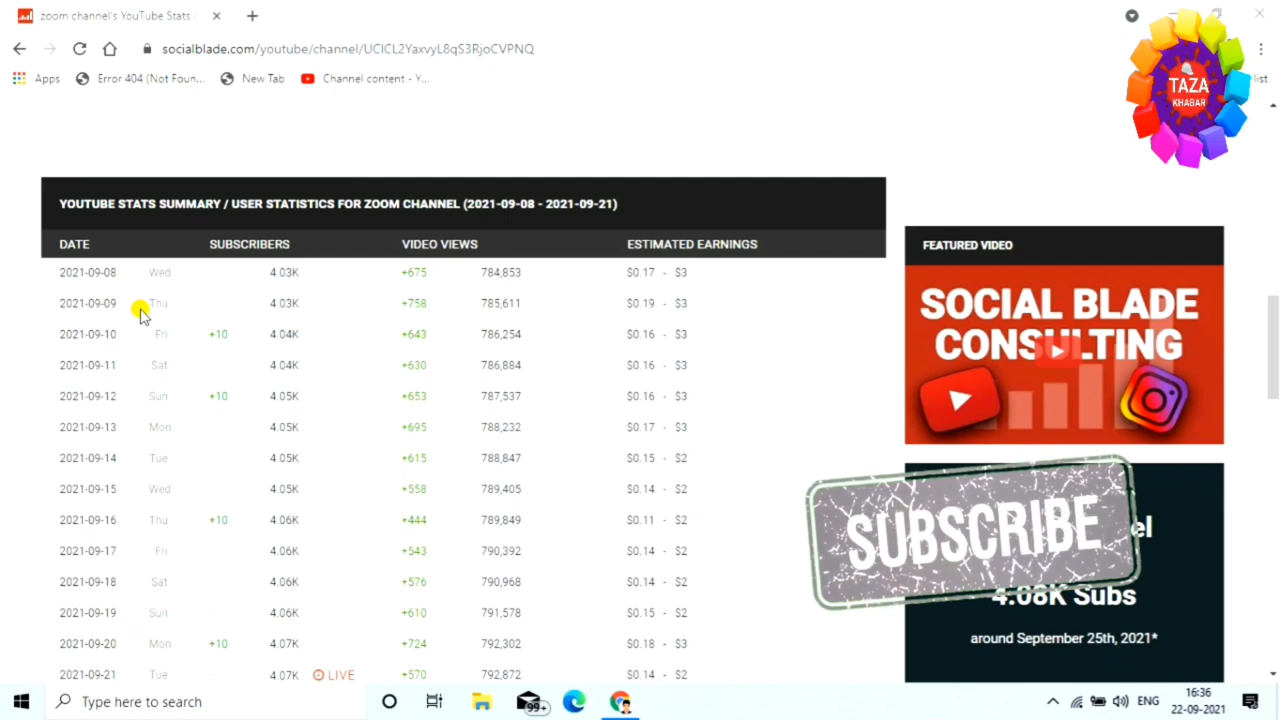 zoom channel's YouTube Stats
socialblade.com/youtube/channel/UCICL2YaxvyL8qS3RjoCVPNQ
Apps Error 404 (Not Foun... New Tab Channel content - Y... list
TAZA
KHABAR
YOUTUBE STATS SUMMARY / USER STATISTICS FOR ZOOM CHANNEL (2021-09-08 - 2021-09-21)
DATE SUBSCRIBERS VIDEO VIEWS ESTIMATED EARNINGS
2021-09-08 Wed 4.03K +675 784,853 $0.17 - $3
2021-09-09 Thu 4.03K +758 785,611 $0.19 - $3
2021-09-10 Fri +10 4.04K +643 786,254 $0.16 - $3
2021-09-11 Sat 4.04K +630 786,884 $0.16 - $3
2021-09-12 Sun +10 4.05K +653 787,537 $0.16 - $3
2021-09-13 Mon 4.05K +695 788,232 $0.17 - $3
2021-09-14 Tue 4.05K +615 788,847 $0.15 - $2
2021-09-15 Wed 4.05K +558 789,405 $0.14 - $2
2021-09-16 Thu +10 4.06K +444 789,849 $0.11 - $2
2021-09-17 Fri 4.06K +543 790,392 $0.14 - $2
2021-09-18 Sat 4.06K +576 790,968 $0.14 - $2
2021-09-19 Sun 4.06K +610 791,578 $0.15 - $2
2021-09-20 Mon +10 4.07K +724 792,302 $0.18 - $3
2021-09-21 Tue 4.07K LIVE +570 792,872 $0.14 - $2
FEATURED VIDEO
SOCIAL BLADE
CONSULTING
SUBSCRIBE
el
4.08K Subs
around September 25th, 2021*
Type here to search
99+
ENG
16:36
22-09-2021